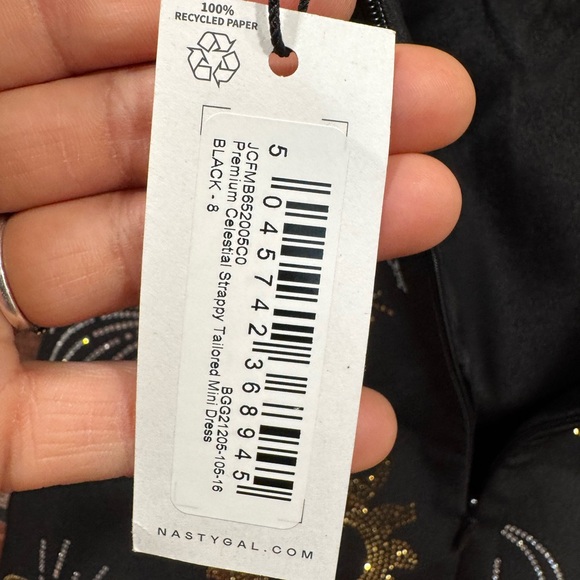 100%
RECYCLED PAPER
5 045742 368945
JCFMB652005C0
Premium Celestial Strappy Tailored Mini Dress
BLACK - 8
BGG21205-105-16
NASTYGAL.COM